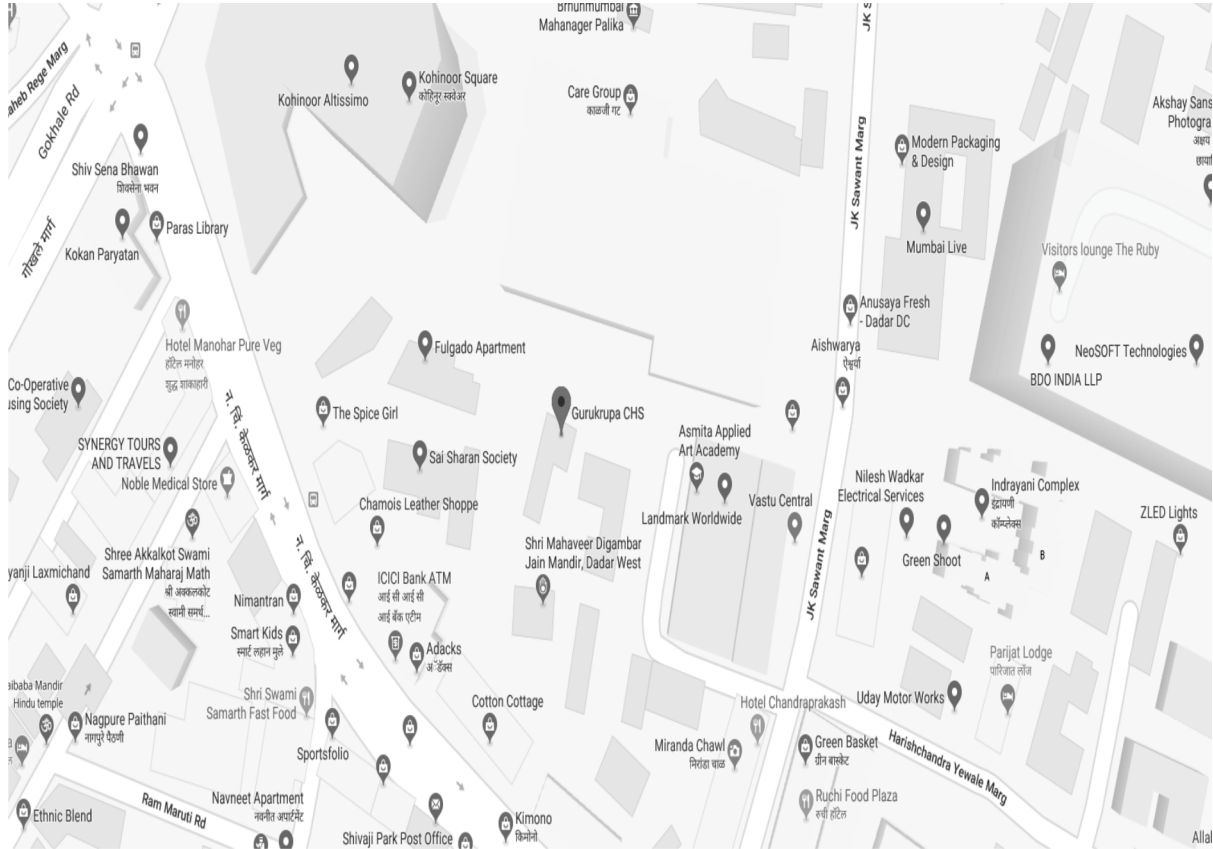 Brhunmumbai
Mahanager Palika
JK S
aheb Rege Marg
Gokhale Rd
Kohinoor Altissimo
Kohinoor Square
कोहिनूर स्क्वेअर
Care Group
काळजी गट
JK Sawant Marg
Modern Packaging
& Design
Akshay Sans
Photogra
अक्षय
छायाचि
Shiv Sena Bhawan
शिवसेना भवन
Kokan Paryatan
Paras Library
गोखले मार्ग
Mumbai Live
Visitors lounge The Ruby
Hotel Manohar Pure Veg
हॉटेल मनोहर
शुद्ध शाकाहारी
Fulgado Apartment
Anusaya Fresh
- Dadar DC
Aishwarya
ऐश्वर्या
BDO INDIA LLP
NeoSOFT Technologies
Co-Operative
using Society
न. चिं. केळकर मार्ग
The Spice Girl
Gurukrupa CHS
Asmita Applied
Art Academy
SYNERGY TOURS
AND TRAVELS
Noble Medical Store
Sai Sharan Society
Landmark Worldwide
Vastu Central
Nilesh Wadkar
Electrical Services
Indrayani Complex
इंद्रायणी
कॉम्प्लेक्स
ZLED Lights
Chamois Leather Shoppe
Green Shoot
A
B
Shree Akkalkot Swami
Samarth Maharaj Math
श्री अक्कलकोट
स्वामी समर्थ...
Shri Mahaveer Digambar
Jain Mandir, Dadar West
JK Sawant Marg
yanji Laxmichand
Nimantran
न. चिं. केळकर मार्ग
ICICI Bank ATM
आई सी आई सी
आई बँक एटीम
Smart Kids
स्मार्ट लहान मुले
Adacks
अॅडॅक्स
Parijat Lodge
पारिजात लॉज
aibaba Mandir
Hindu temple
Shri Swami
Samarth Fast Food
Cotton Cottage
Hotel Chandraprakash
Uday Motor Works
Nagpure Paithani
नागपुरे पैठणी
Sportsfolio
Miranda Chawl
मिरांडा चाळ
Green Basket
ग्रीन बास्केट
Harishchandra Yewale Marg
Ram Maruti Rd
Navneet Apartment
नवनीत अपार्टमेंट
Ruchi Food Plaza
रुची हॉटेल
Ethnic Blend
Shivaji Park Post Office
Kimono
किमोनो
Allal